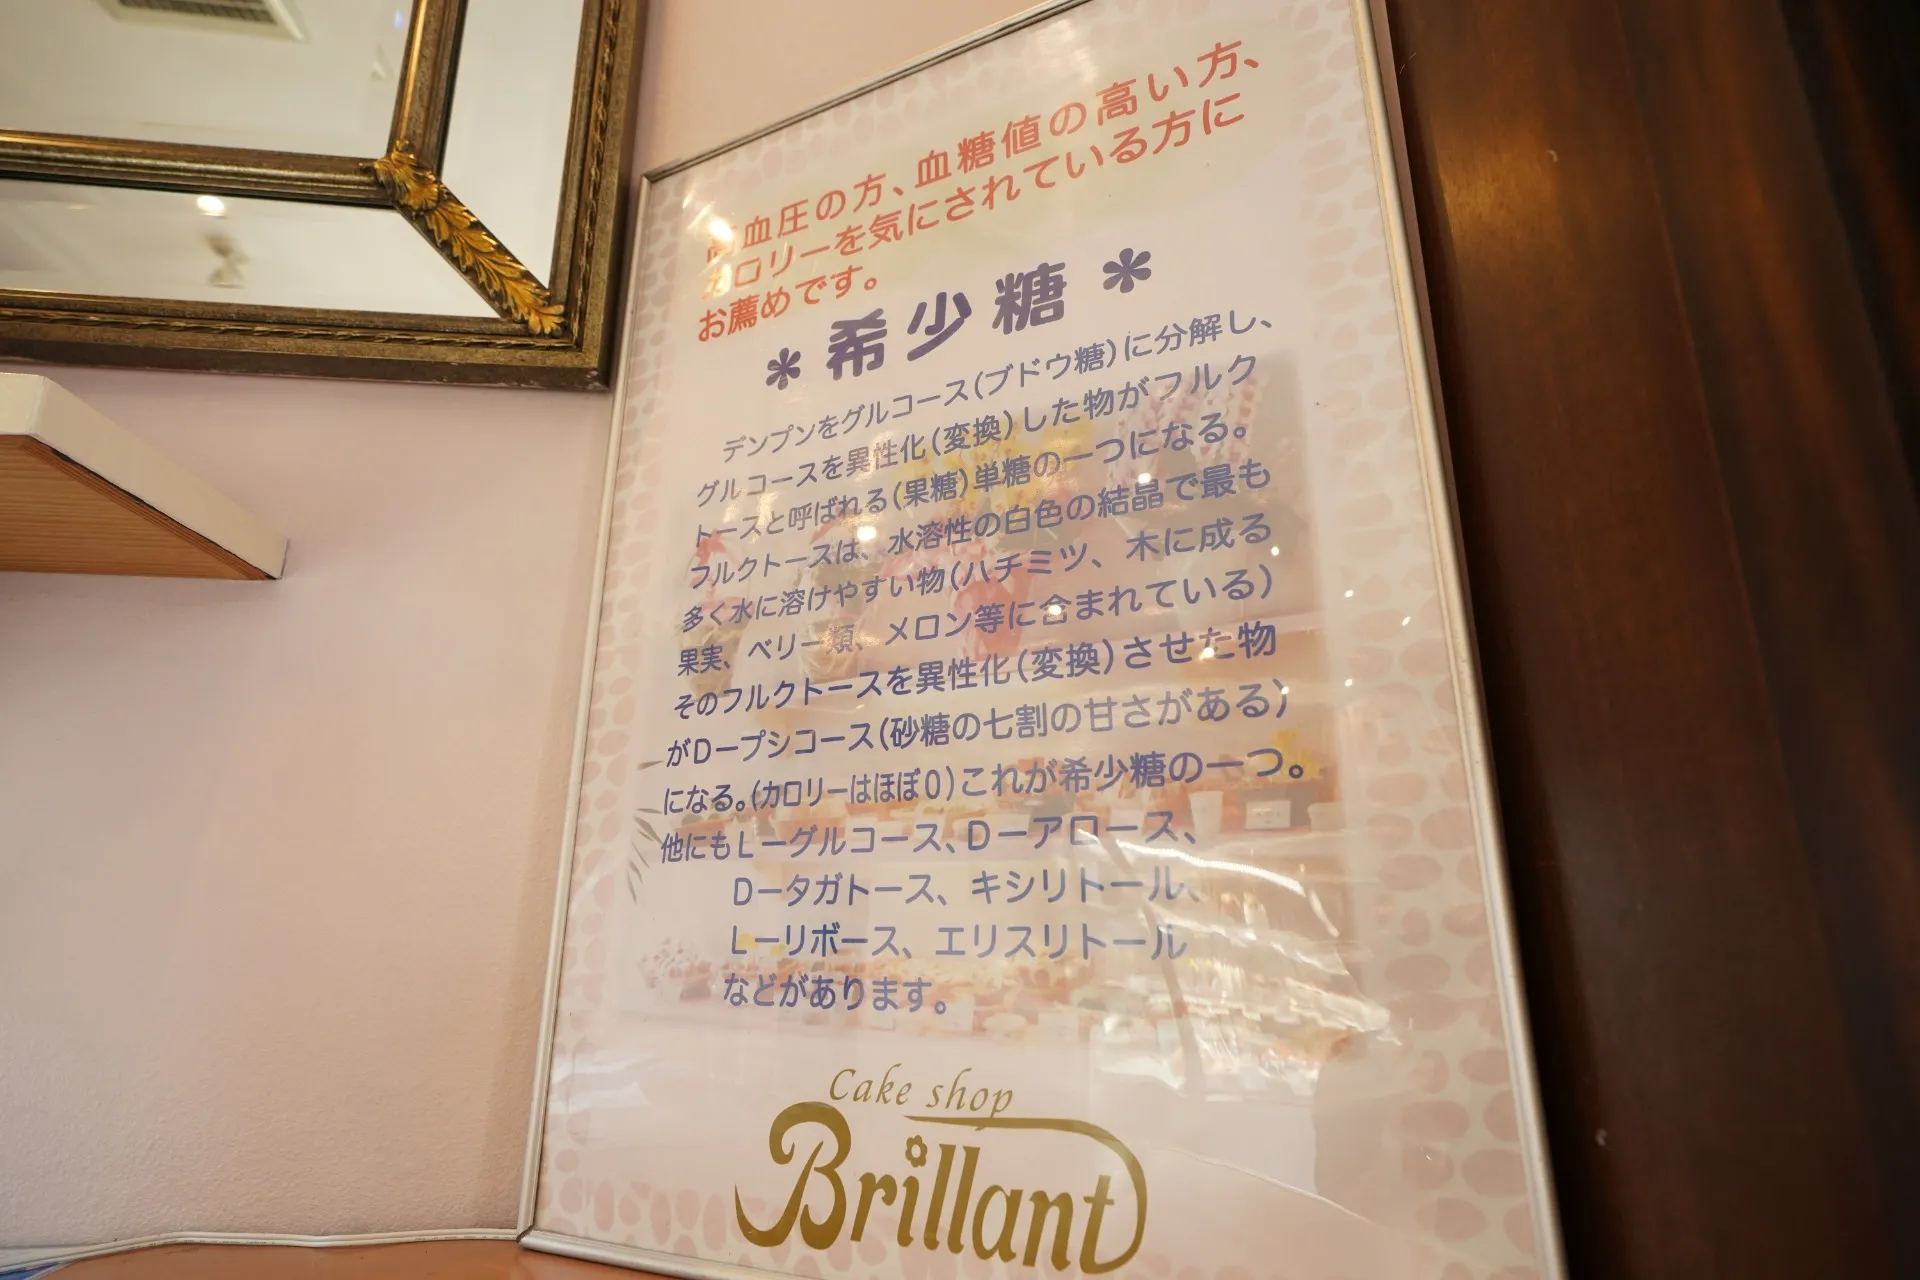 高血圧の方、血糖値の高い方、
カロリーを気にされている方に
お薦めです。
＊希少糖＊
デンプンをグルコース(ブドウ糖)に分解し、
グルコースを異性化(変換)した物がフルク
トースと呼ばれる(果糖)単糖の一つになる。
フルクトースは、水溶性の白色の結晶で最も
多く水に溶けやすい物(ハチミツ、木に成る
果実、ベリー類、メロン等に含まれている)
そのフルクトースを異性化(変換)させた物
がDープシコース(砂糖の七割の甘さがある)
になる。(カロリーはほぼ0)これが希少糖の一つ。
他にもLーグルコース、Dーアロース、
Dータガトース、キシリトール、
Lーリボース、エリスリトール
などがあります。
Cake shop
Brillant